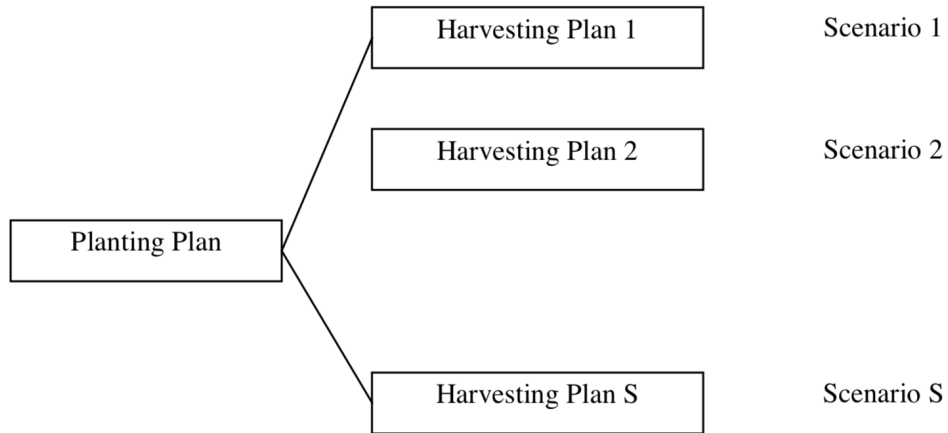 Harvesting Plan 1 Scenario 1
Harvesting Plan 2 Scenario 2
Planting Plan
Harvesting Plan S Scenario S